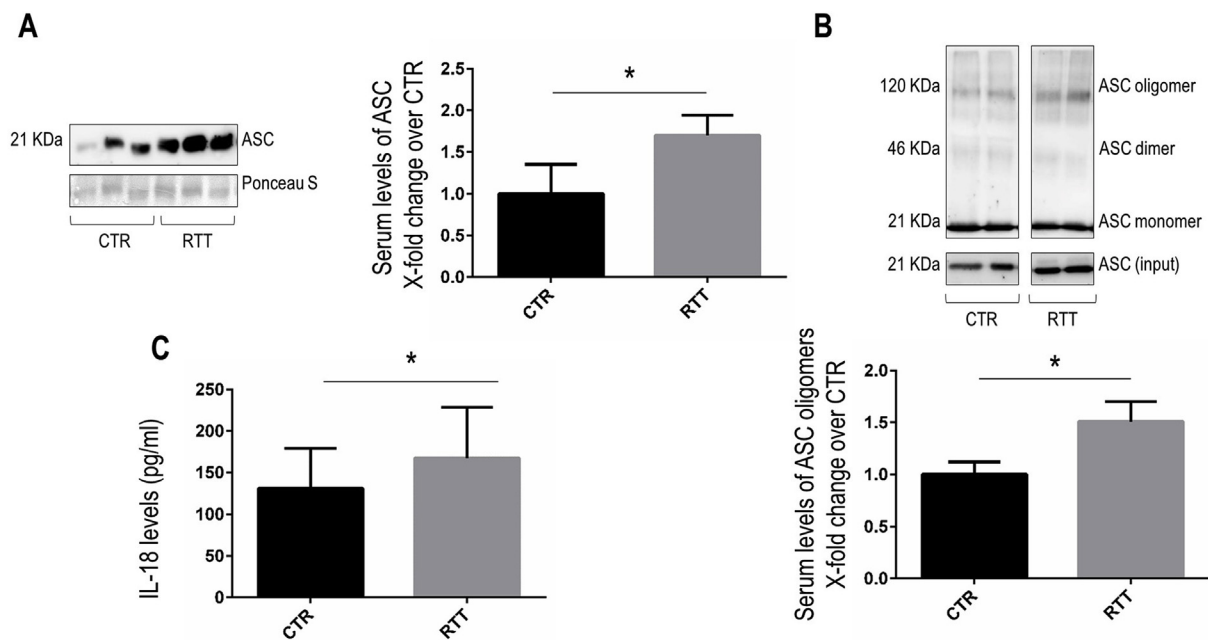 A
21 KDa
ASC
Ponceau S
CTR
RTT
Serum levels of ASC
X-fold change over CTR
2.5
2.0
1.5
1.0
0.5
0.0
*
CTR
RTT
B
120 KDa
ASC oligomer
46 KDa
ASC dimer
21 KDa
ASC monomer
21 KDa
ASC (input)
CTR
RTT
Serum levels of ASC oligomers
X-fold change over CTR
2.0
1.5
1.0
0.5
0.0
*
CTR
RTT
C
IL-18 levels (pg/ml)
250
200
150
100
50
0
*
CTR
RTT